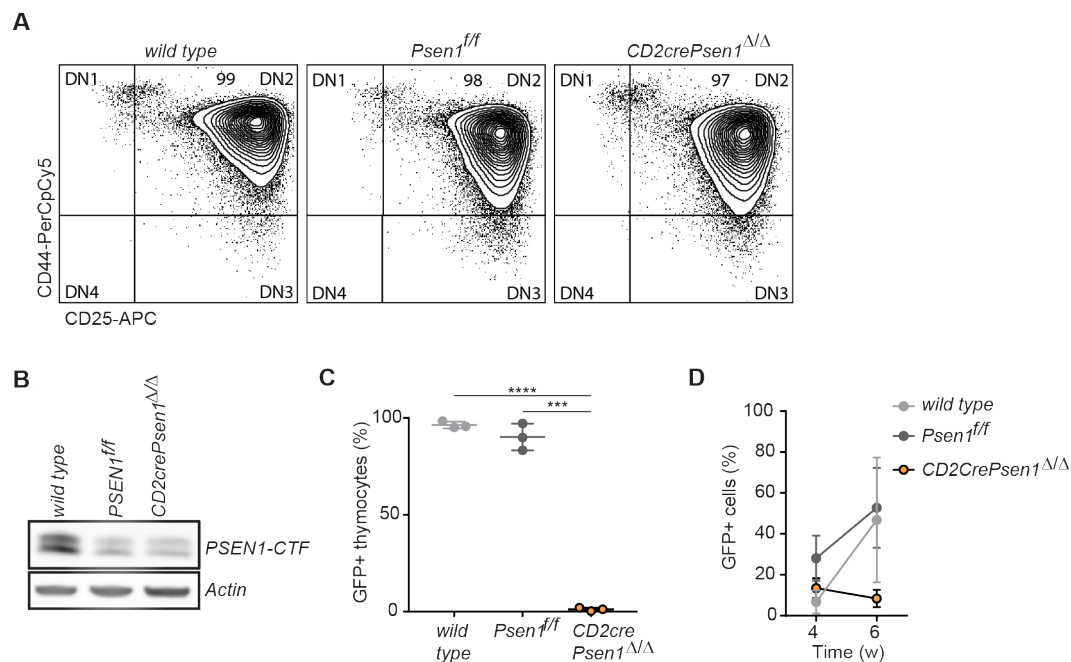 A
wild type
Psen1f/f
CD2crePsen1Δ/Δ
DN1 99 DN2
DN1 98 DN2
DN1 97 DN2
CD44-PerCpCy5
DN4 DN3
DN4 DN3
DN4 DN3
CD25-APC
B
wild type
PSEN1f/f
CD2crePsen1Δ/Δ
PSEN1-CTF
Actin
C
****
***
GFP+ thymocytes (%)
100
50
0
wild type
Psen1f/f
CD2cre
Psen1Δ/Δ
D
GFP+ cells (%)
100
80
60
40
20
0
4 6
Time (w)
wild type
Psen1f/f
CD2CrePsen1Δ/Δ